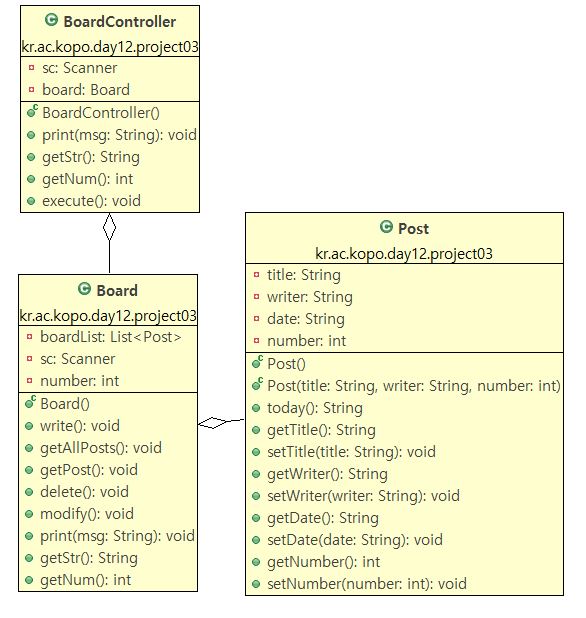 BoardController
kr.ac.kopo.day12.project03
sc: Scanner
board: Board
BoardController()
print(msg: String): void
getStr(): String
getNum(): int
execute(): void
Board
kr.ac.kopo.day12.project03
boardList: List<Post>
sc: Scanner
number: int
Board()
write(): void
getAllPosts(): void
getPost(): void
delete(): void
modify(): void
print(msg: String): void
getStr(): String
getNum(): int
Post
kr.ac.kopo.day12.project03
title: String
writer: String
date: String
number: int
Post()
Post(title: String, writer: String, number: int)
today(): String
getTitle(): String
setTitle(title: String): void
getWriter(): String
setWriter(writer: String): void
getDate(): String
setDate(date: String): void
getNumber(): int
setNumber(number: int): void